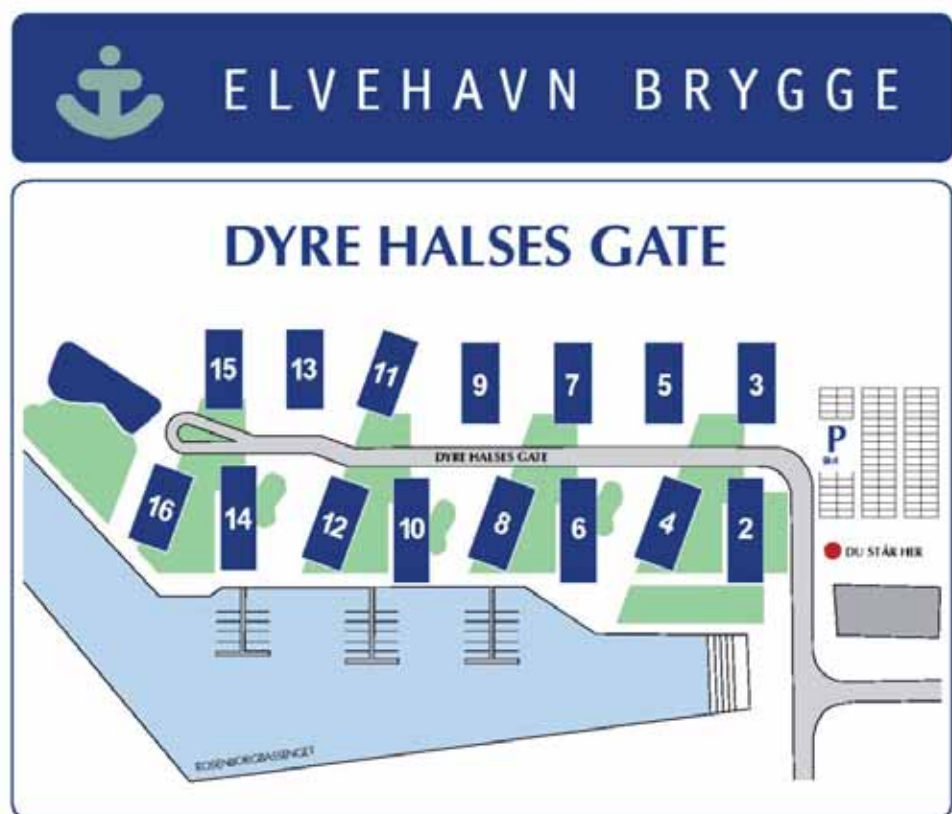 ELVEHAVN BRYGGE
DYRE HALSES GATE
15 13 11 9 7 5 3
P
DYRE HALSES GATE
16 14 12 10 8 6 4 2
DU STÅR HER
ROSENBORGBASSENGET